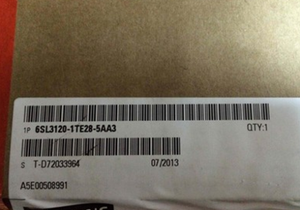 1P 6SL3120-1TE28-5AA3 QTY:1
S T-D72033964 07/2013
A5E00508991